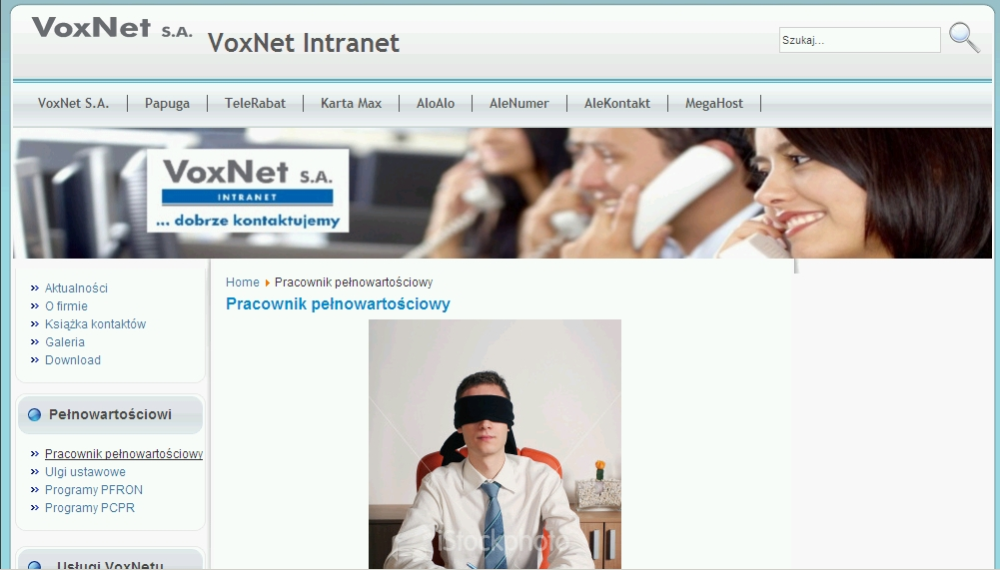 VoxNet S.A.
VoxNet Intranet
Szukaj...
VoxNet S.A.
Papuga
TeleRabat
Karta Max
AloAlo
AleNumer
AleKontakt
MegaHost
VoxNet S.A.
INTRANET
... dobrze kontaktujemy
Aktualności
O firmie
Książka kontaktów
Galeria
Download
Pełnowartościowi
Pracownik pełnowartościowy
Ulgi ustawowe
Programy PFRON
Programy PCPR
Usługi VoxNetu
Home Pracownik pełnowartościowy
Pracownik pełnowartościowy
iStockphoto